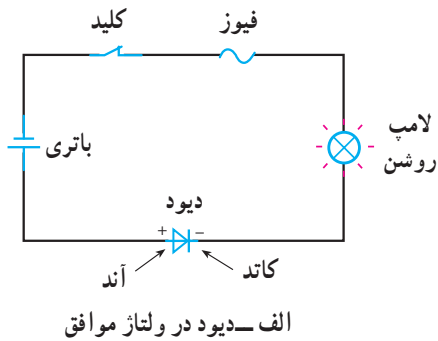 کلید
فیوز
باتری
لامپ
روشن
دیود
+
–
آند
کاتد
الف ــ دیود در ولتاژ موافق